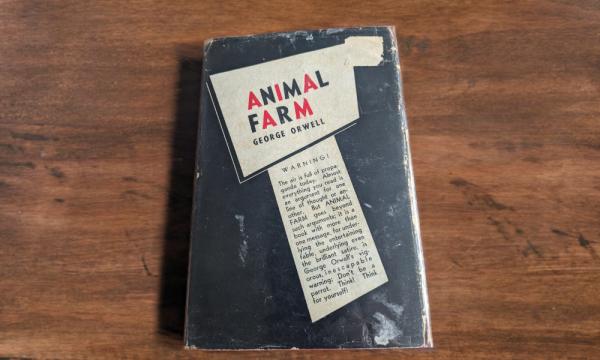 ANIMAL
FARM
GEORGE ORWELL
WARNING!
The air is full of propa-
ganda today. Almost
everything you read is
an argument for one
line of thought or an-
other. But ANIMAL
FARM goes beyond
such arguments; it is a
book with more than
one message, for under-
lying the entertaining
fable, underlying even
the brilliant satire, is
George Orwell's vig-
orous, inescapable
warning: Don't be a
parrot. Think! Think
for yourself!